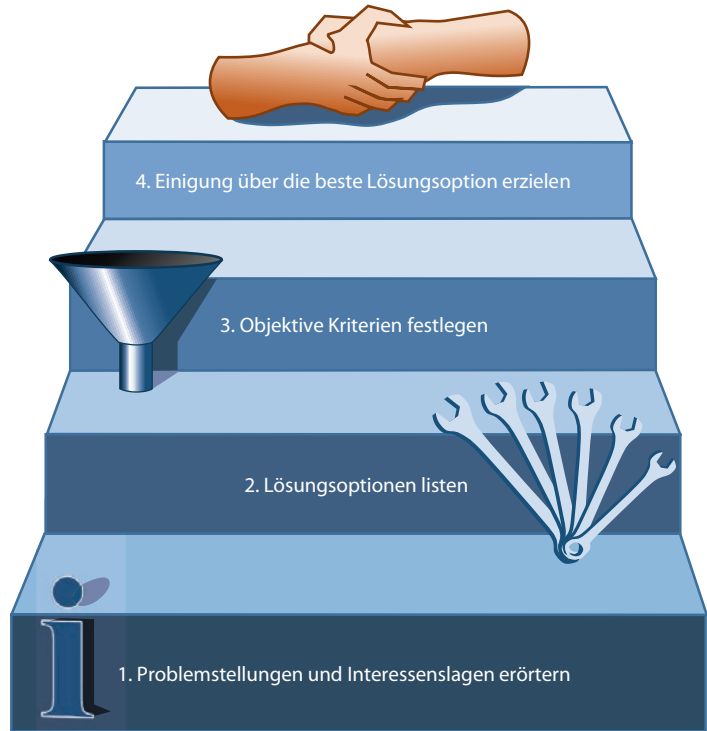 4. Einigung über die beste Lösungsoption erzielen
3. Objektive Kriterien festlegen
2. Lösungsoptionen listen
i
1. Problemstellungen und Interessenslagen erörtern